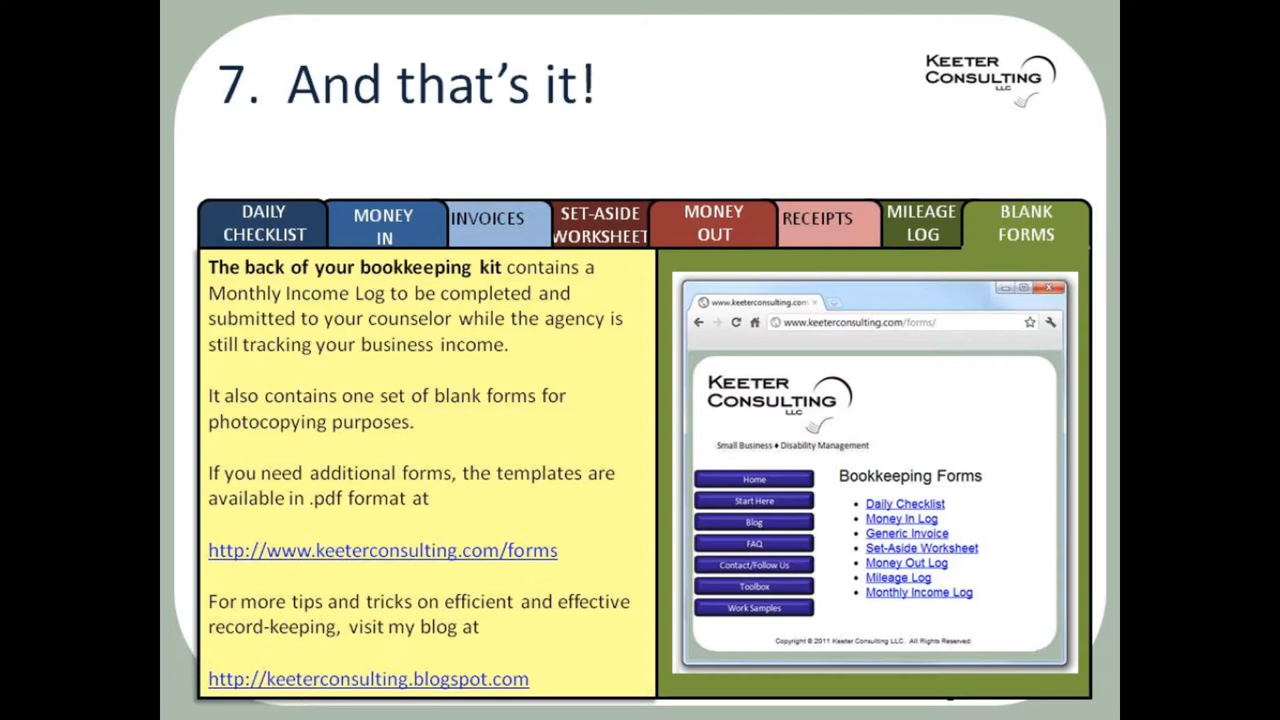 7. And that's it!
KEETER
CONSULTING
LLC
DAILY
CHECKLIST
MONEY
IN
INVOICES
SET-ASIDE
WORKSHEET
MONEY
OUT
RECEIPTS
MILEAGE
LOG
BLANK
FORMS
The back of your bookkeeping kit contains a
Monthly Income Log to be completed and
submitted to your counselor while the agency is
still tracking your business income.
It also contains one set of blank forms for
photocopying purposes.
If you need additional forms, the templates are
available in .pdf format at
http://www.keeterconsulting.com/forms
For more tips and tricks on efficient and effective
record-keeping, visit my blog at
http://keeterconsulting.blogspot.com
www.keeterconsulting.com
www.keeterconsulting.com/forms/
KEETER
CONSULTING
LLC
Small Business ♦ Disability Management
Home
Start Here
Blog
FAQ
Contact/Follow Us
Toolbox
Work Samples
Bookkeeping Forms
• Daily Checklist
• Money In Log
• Generic Invoice
• Set-Aside Worksheet
• Money Out Log
• Mileage Log
• Monthly Income Log
Copyright © 2011 Keeter Consulting LLC. All Rights Reserved.